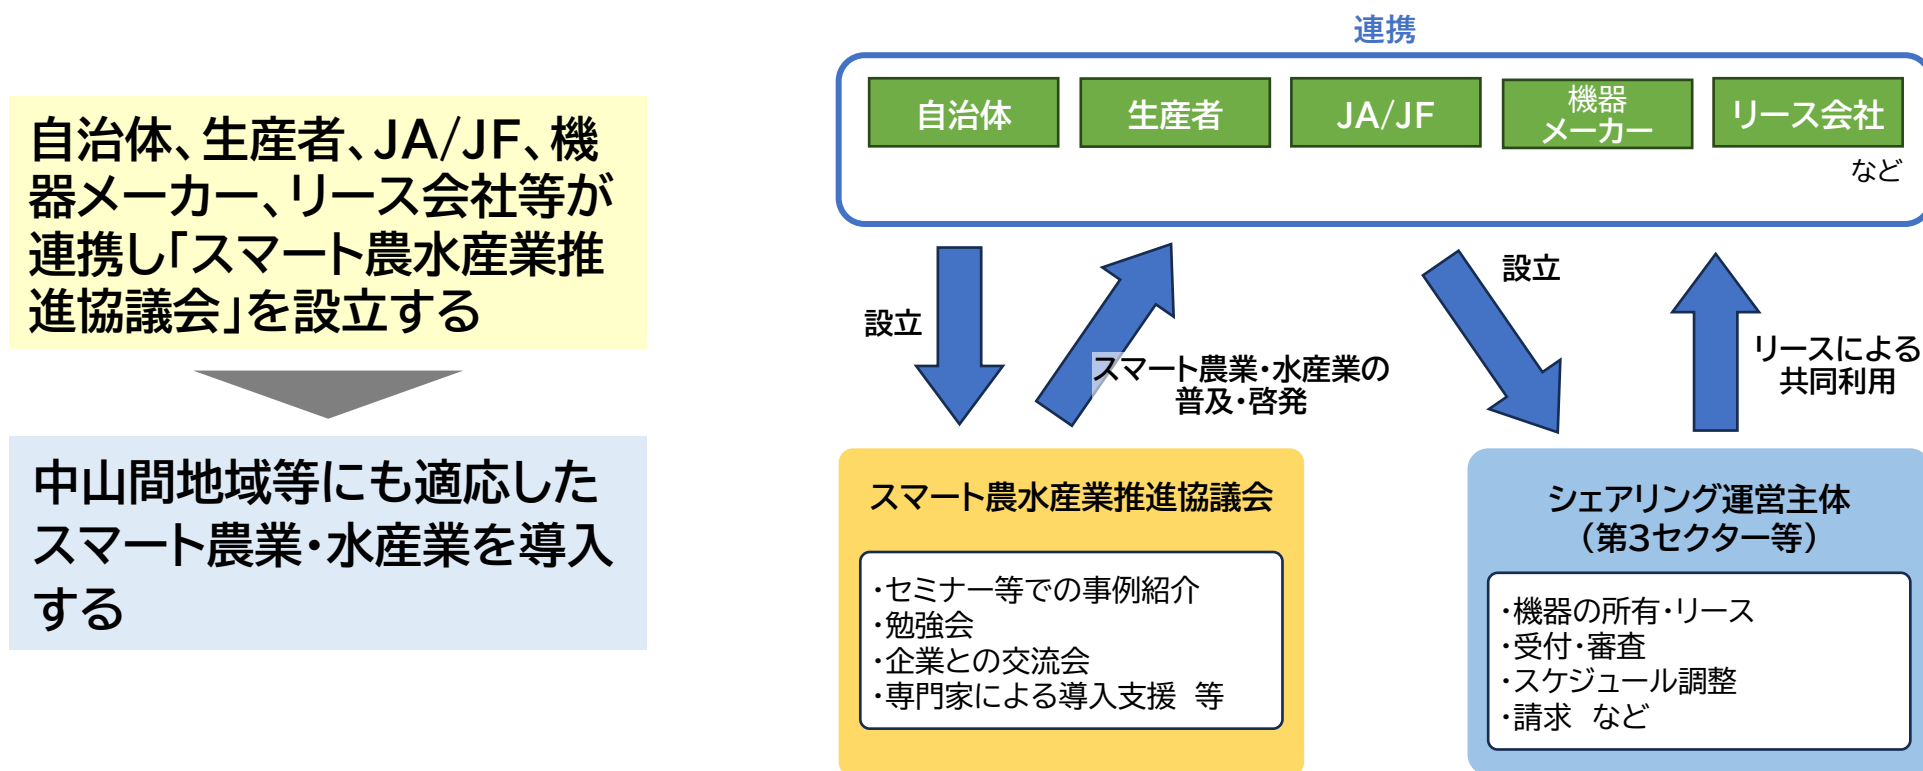 自治体、生産者、JA/JF、機
器メーカー、リース会社等が
連携し「スマート農水産業推
進協議会」を設立する
中山間地域等にも適応した
スマート農業・水産業を導入
する
連携
自治体
生産者
JA/JF
機器
メーカー
リース会社
など
設立
スマート農業・水産業の
普及・啓発
設立
リースによる
共同利用
スマート農水産業推進協議会
・セミナー等での事例紹介
・勉強会
・企業との交流会
・専門家による導入支援　等
シェアリング運営主体
（第3セクター等）
・機器の所有・リース
・受付・審査
・スケジュール調整
・請求　など